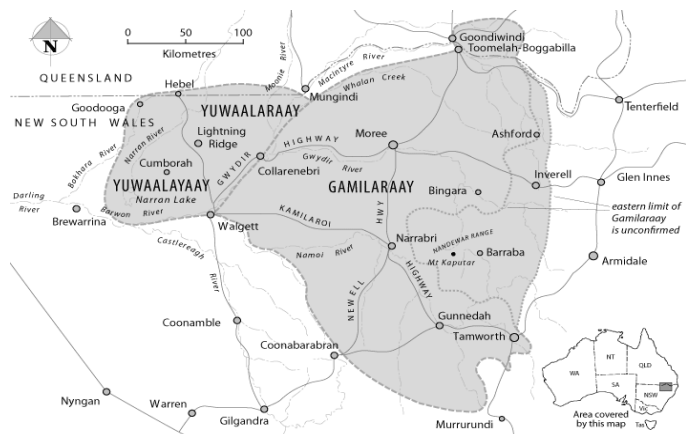 N
0 50 100
Kilometres
QUEENSLAND
NEW SOUTH WALES
Goondiwindi
Toomelah-Boggabilla
Moonie River
MacIntyre River
Whalan Creek
Hebel
Goodooga
Mungindi
YUWAALARAAY
Tenterfield
Lightning
Ridge
Narran River
Bokhara River
Cumborah
YUWAALAYAAY
Narran Lake
GWYDIR HIGHWAY
Collarenebri
Moree
Gwydir River
Ashford
Inverell
Glen Innes
GAMILARAAY
Bingara
eastern limit of
Gamilaraay
is unconfirmed
Darling
River
Brewarrina
Barwon River
Walgett
KAMILAROI HIGHWAY
HWY
NEWELL
Castlereagh River
Namoi River
Narrabri
NANDEWAR RANGE
Mt Kaputar
Barraba
Armidale
Coonamble
Gunnedah
Tamworth
Coonabarabran
Nyngan
Warren
Gilgandra
Murrurundi
WA
NT
QLD
SA
NSW
Vic
Tas
Area covered
by this map